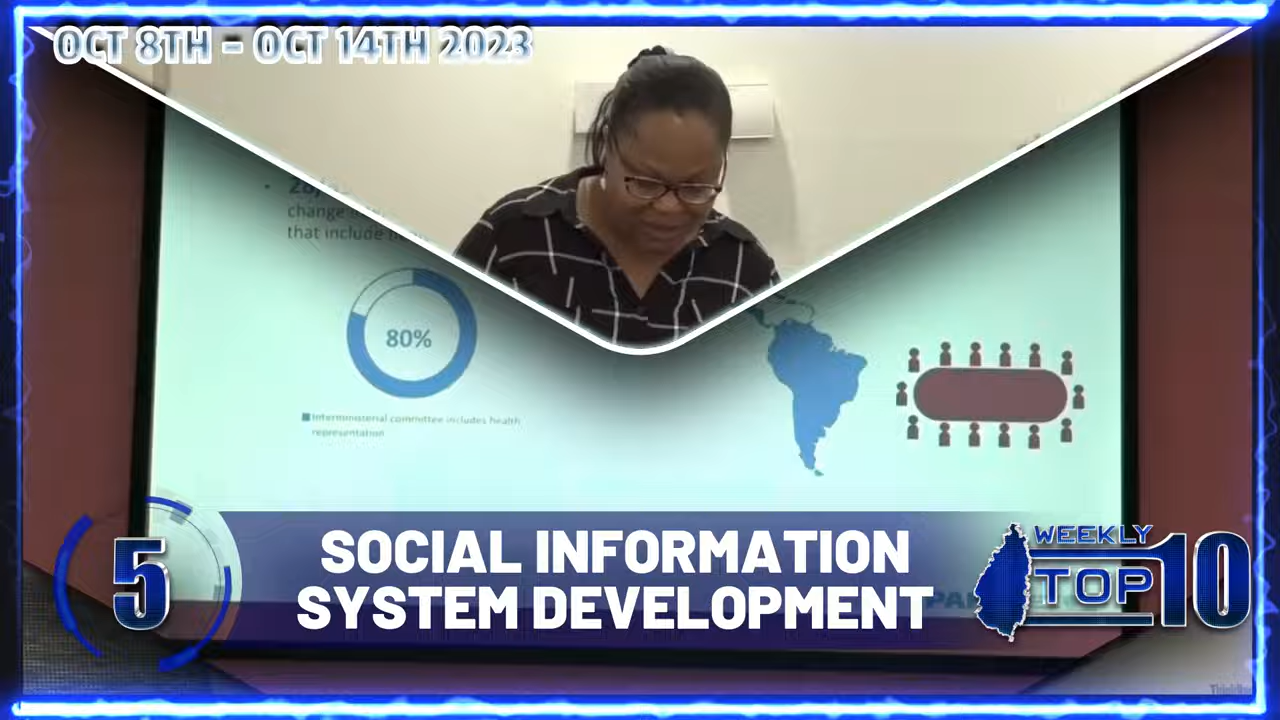 OCT 8TH - OCT 14TH 2023
change
that include
80%
Interministerial committee includes health
representation
5
SOCIAL INFORMATION
SYSTEM DEVELOPMENT
WEEKLY
TOP 10